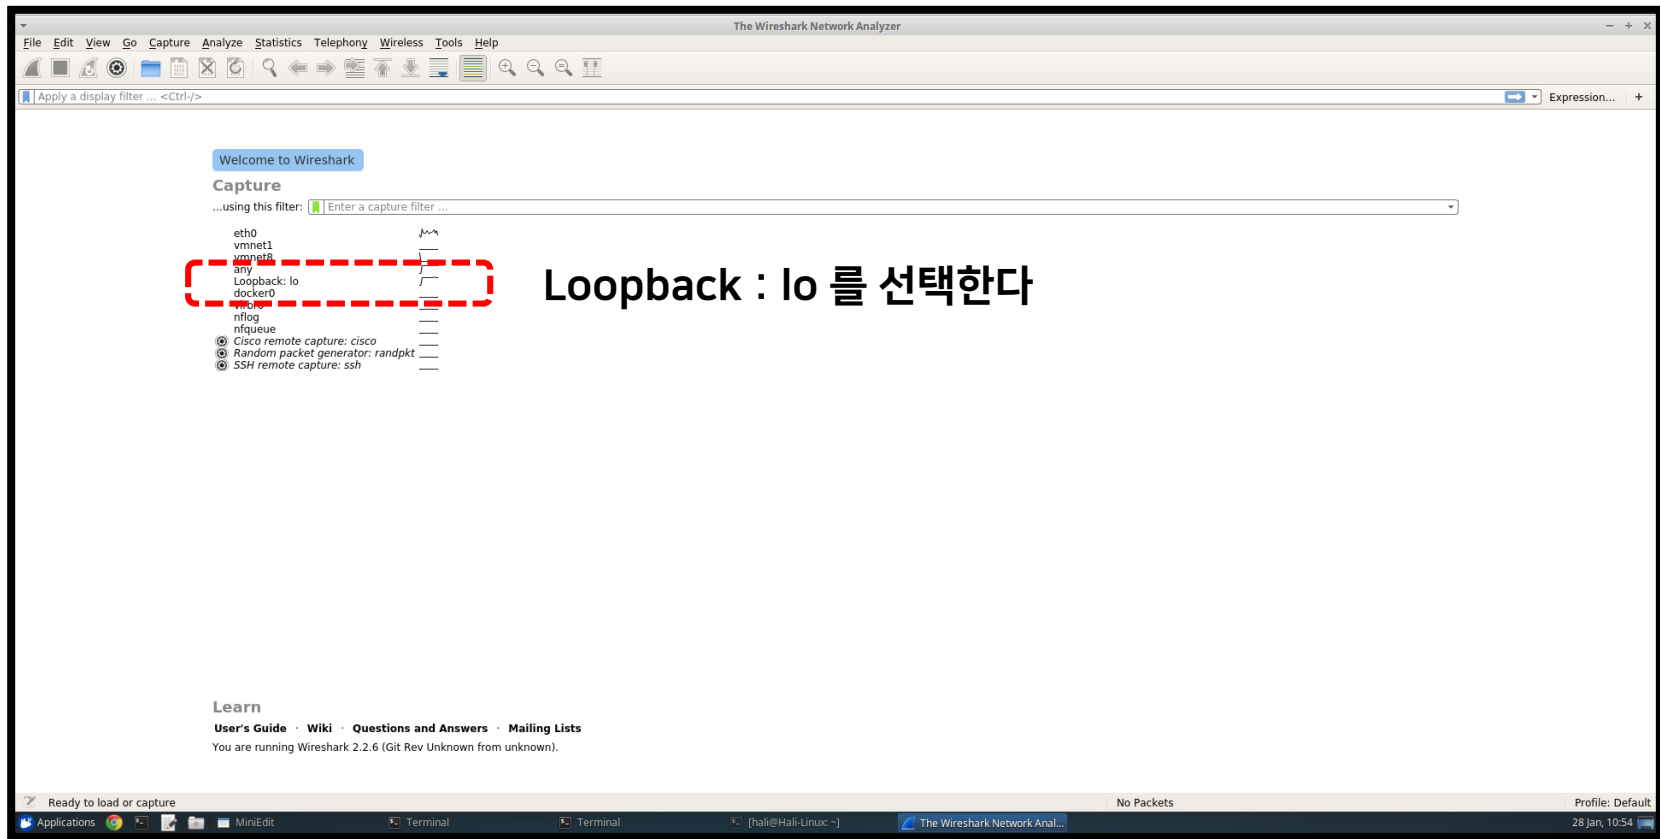 The Wireshark Network Analyzer
File Edit View Go Capture Analyze Statistics Telephony Wireless Tools Help
Apply a display filter ... <Ctrl-/>
Expression... +
Welcome to Wireshark
Capture
...using this filter: Enter a capture filter ...
eth0
vmnet1
vmnet8
any
Loopback: lo
docker0
nflog
nfqueue
Cisco remote capture: cisco
Random packet generator: randpkt
SSH remote capture: ssh
Loopback : lo 를 선택한다
Learn
User's Guide · Wiki · Questions and Answers · Mailing Lists
You are running Wireshark 2.2.6 (Git Rev Unknown from unknown).
Ready to load or capture No Packets Profile: Default
Applications MiniEdit Terminal Terminal [hali@Hali-Linux: ~] The Wireshark Network Anal... 28 Jan, 10:54